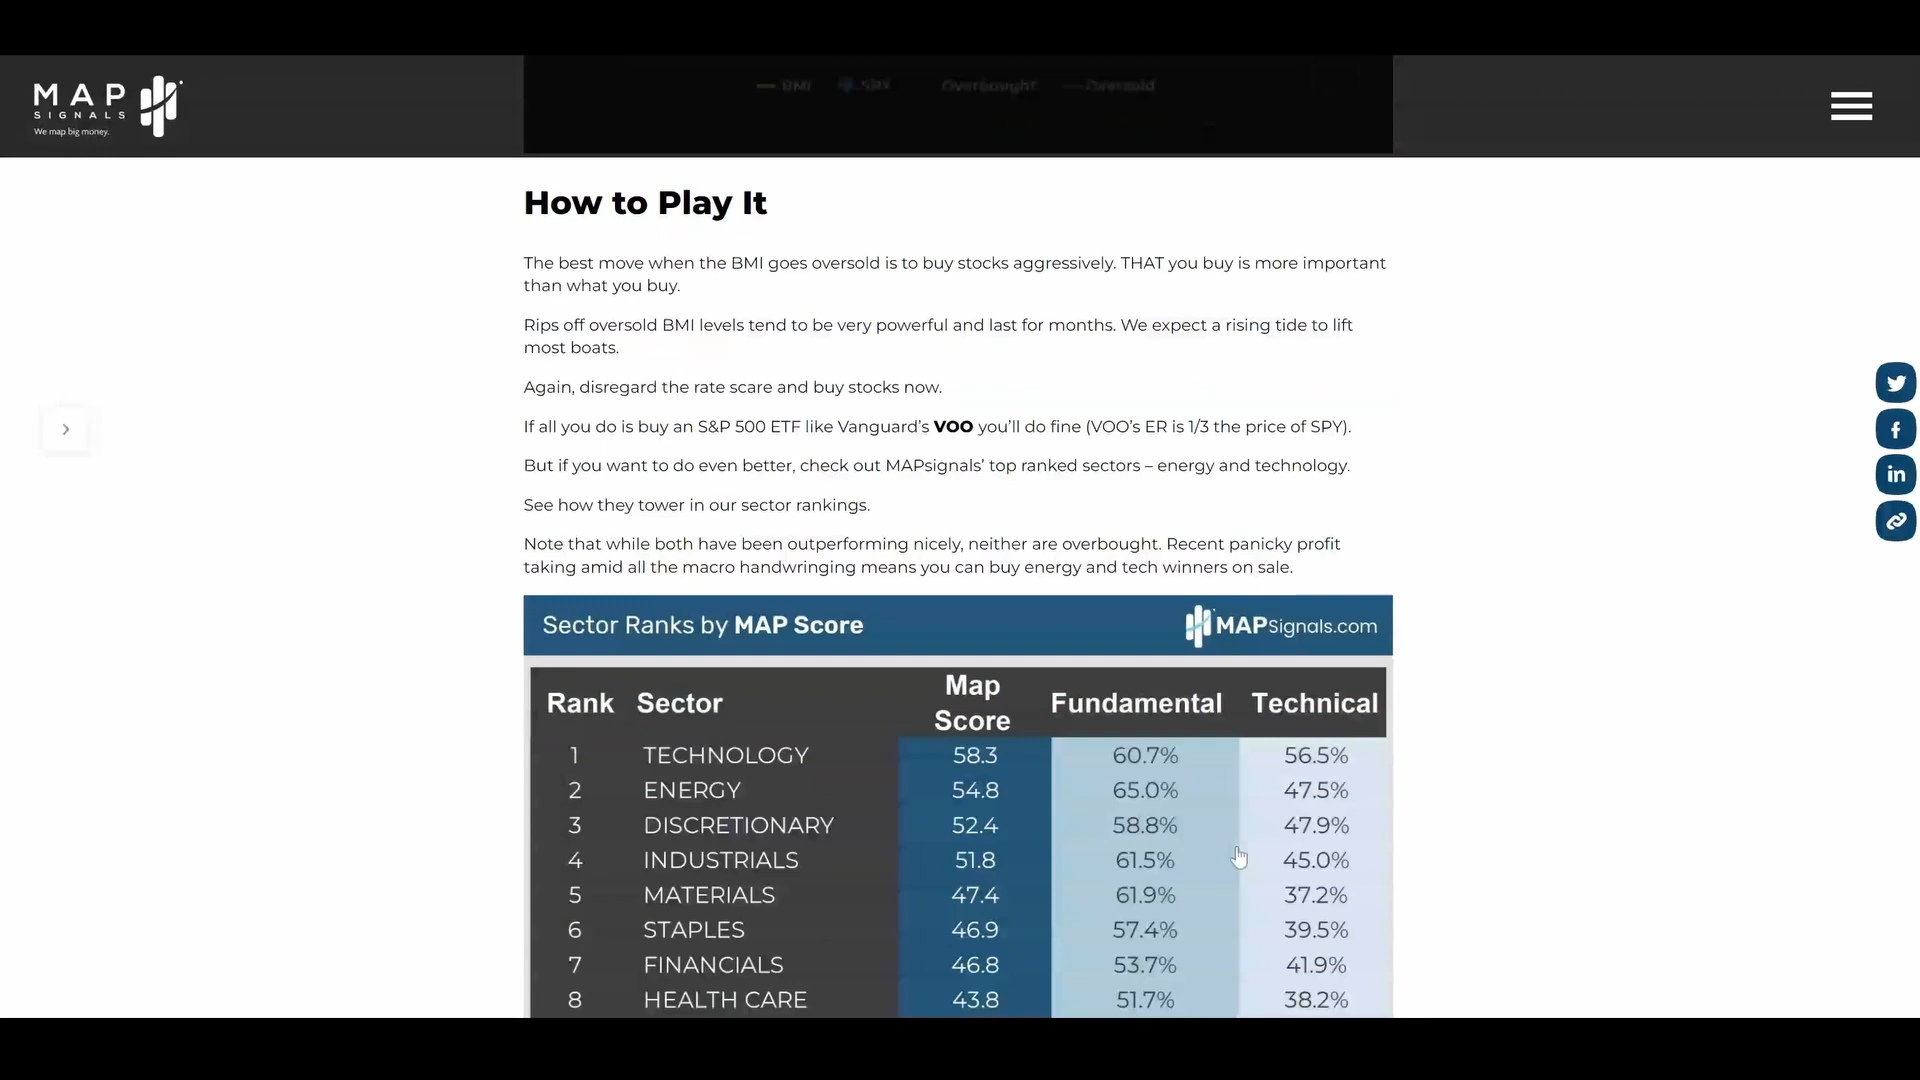 BMI SPY Overbought Oversold
MAP
SIGNALS
We map big money.
How to Play It
The best move when the BMI goes oversold is to buy stocks aggressively. THAT you buy is more important
than what you buy.
Rips off oversold BMI levels tend to be very powerful and last for months. We expect a rising tide to lift
most boats.
Again, disregard the rate scare and buy stocks now.
If all you do is buy an S&P 500 ETF like Vanguard’s VOO you’ll do fine (VOO’s ER is 1/3 the price of SPY).
But if you want to do even better, check out MAPsignals’ top ranked sectors – energy and technology.
See how they tower in our sector rankings.
Note that while both have been outperforming nicely, neither are overbought. Recent panicky profit
taking amid all the macro handwringing means you can buy energy and tech winners on sale.
Sector Ranks by MAP Score MAPSignals.com
Rank Sector Map Score Fundamental Technical
1 TECHNOLOGY 58.3 60.7% 56.5%
2 ENERGY 54.8 65.0% 47.5%
3 DISCRETIONARY 52.4 58.8% 47.9%
4 INDUSTRIALS 51.8 61.5% 45.0%
5 MATERIALS 47.4 61.9% 37.2%
6 STAPLES 46.9 57.4% 39.5%
7 FINANCIALS 46.8 53.7% 41.9%
8 HEALTH CARE 43.8 51.7% 38.2%